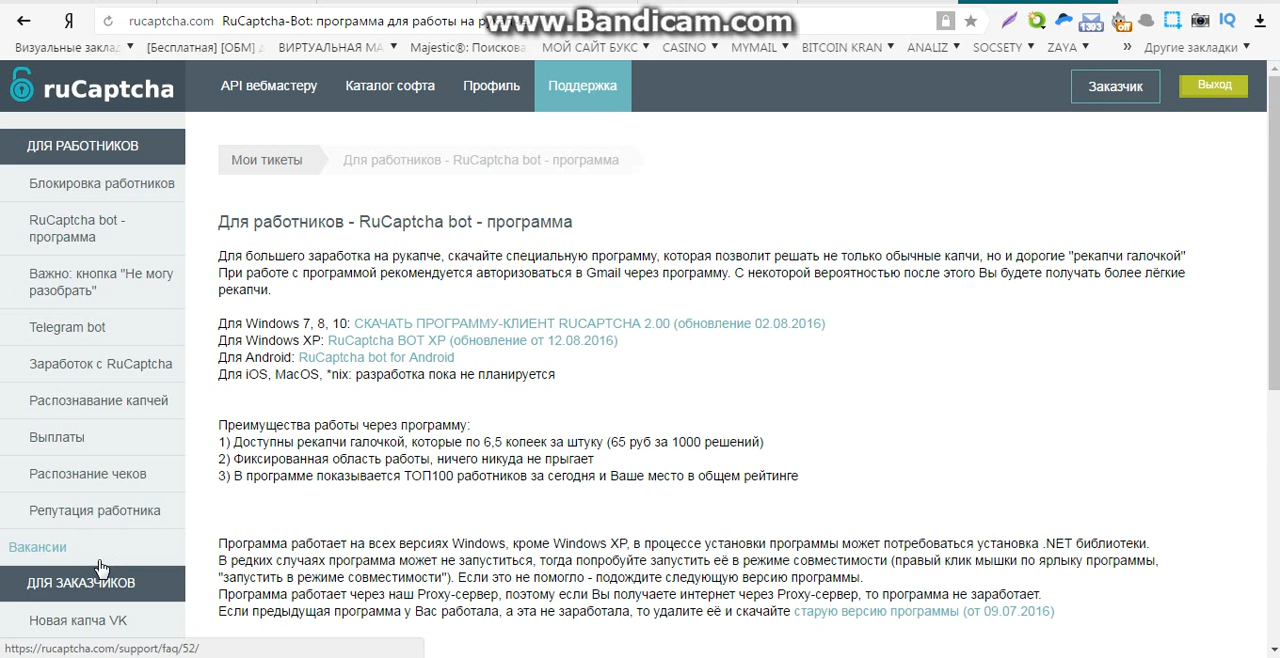 rucaptcha.com RuCaptcha-Bot: программа для работы на
www.Bandicam.com
Визуальные заклад
[Бесплатная] [ОБМ]
ВИРТУАЛЬНАЯ МА
Majestic®: Поискова
МОЙ САЙТ БУКС
CASINO
MYMAIL
BITCOIN KRAN
ANALIZ
SOCSETY
ZAYA
»
Другие закладки
ruCaptcha
API вебмастеру
Каталог софта
Профиль
Поддержка
Заказчик
Выход
ДЛЯ РАБОТНИКОВ
Блокировка работников
RuCaptcha bot -
программа
Важно: кнопка "Не могу
разобрать"
Telegram bot
Заработок с RuCaptcha
Распознавание капчей
Выплаты
Распознание чеков
Репутация работника
Вакансии
ДЛЯ ЗАКАЗЧИКОВ
Новая капча VK
Мои тикеты
Для работников - RuCaptcha bot - программа
Для работников - RuCaptcha bot - программа
Для большего заработка на рукапче, скачайте специальную программу, которая позволит решать не только обычные капчи, но и дорогие "рекапчи галочкой"
При работе с программой рекомендуется авторизоваться в Gmail через программу. С некоторой вероятностью после этого Вы будете получать более лёгкие
рекапчи.
Для Windows 7, 8, 10: СКАЧАТЬ ПРОГРАММУ-КЛИЕНТ RUCAPTCHA 2.00 (обновление 02.08.2016)
Для Windows XP: RuCaptcha BOT XP (обновление от 12.08.2016)
Для Android: RuCaptcha bot for Android
Для iOS, MacOS, *nix: разработка пока не планируется
Преимущества работы через программу:
1) Доступны рекапчи галочкой, которые по 6,5 копеек за штуку (65 руб за 1000 решений)
2) Фиксированная область работы, ничего никуда не прыгает
3) В программе показывается ТОП100 работников за сегодня и Ваше место в общем рейтинге
Программа работает на всех версиях Windows, кроме Windows XP, в процессе установки программы может потребоваться установка .NET библиотеки.
В редких случаях программа может не запуститься, тогда попробуйте запустить её в режиме совместимости (правый клик мышки по ярлыку программы,
"запустить в режиме совместимости"). Если это не помогло - подождите следующую версию программы.
Программа работает через наш Proxy-сервер, поэтому если Вы получаете интернет через Proxy-сервер, то программа не заработает.
Если предыдущая программа у Вас работала, а эта не заработала, то удалите её и скачайте старую версию программы (от 09.07.2016)
https://rucaptcha.com/support/faq/52/